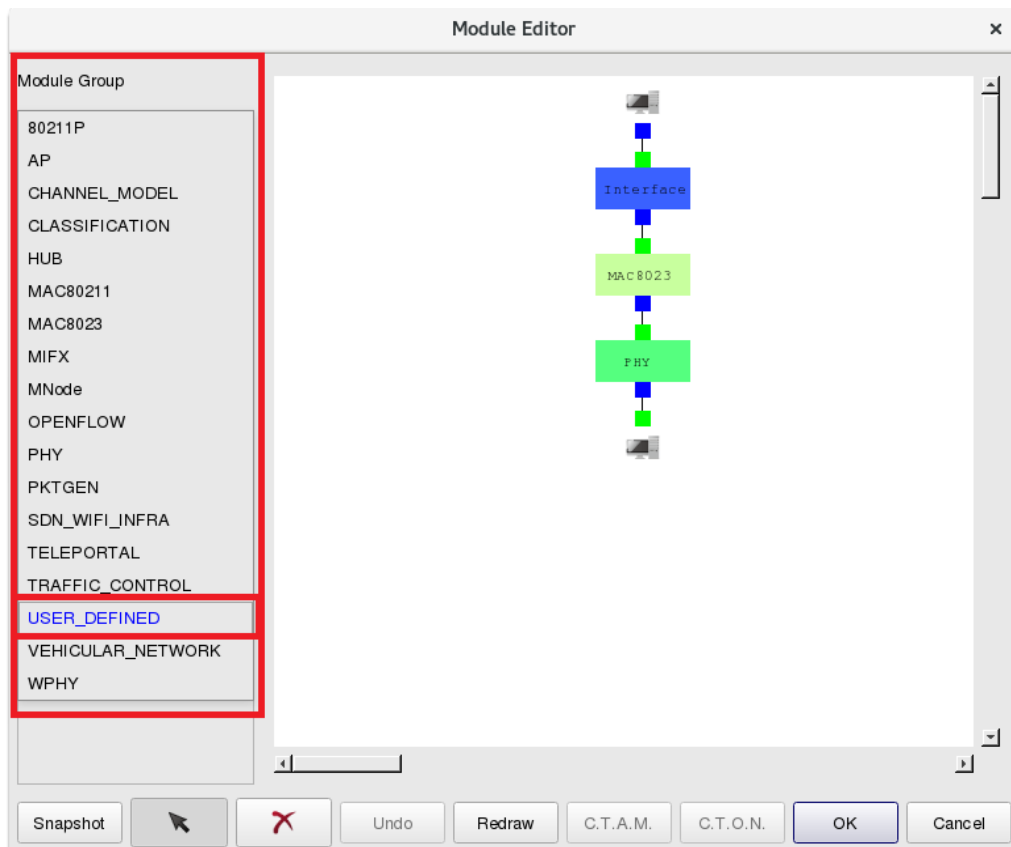 Module Editor
Module Group
80211P
AP
CHANNEL_MODEL
CLASSIFICATION
HUB
MAC80211
MAC8023
MIFX
MNode
OPENFLOW
PHY
PKTGEN
SDN_WIFI_INFRA
TELEPORTAL
TRAFFIC_CONTROL
USER_DEFINED
VEHICULAR_NETWORK
WPHY
Interface
MAC8023
PHY
Snapshot Undo Redraw C.T.A.M. C.T.O.N. OK Cancel